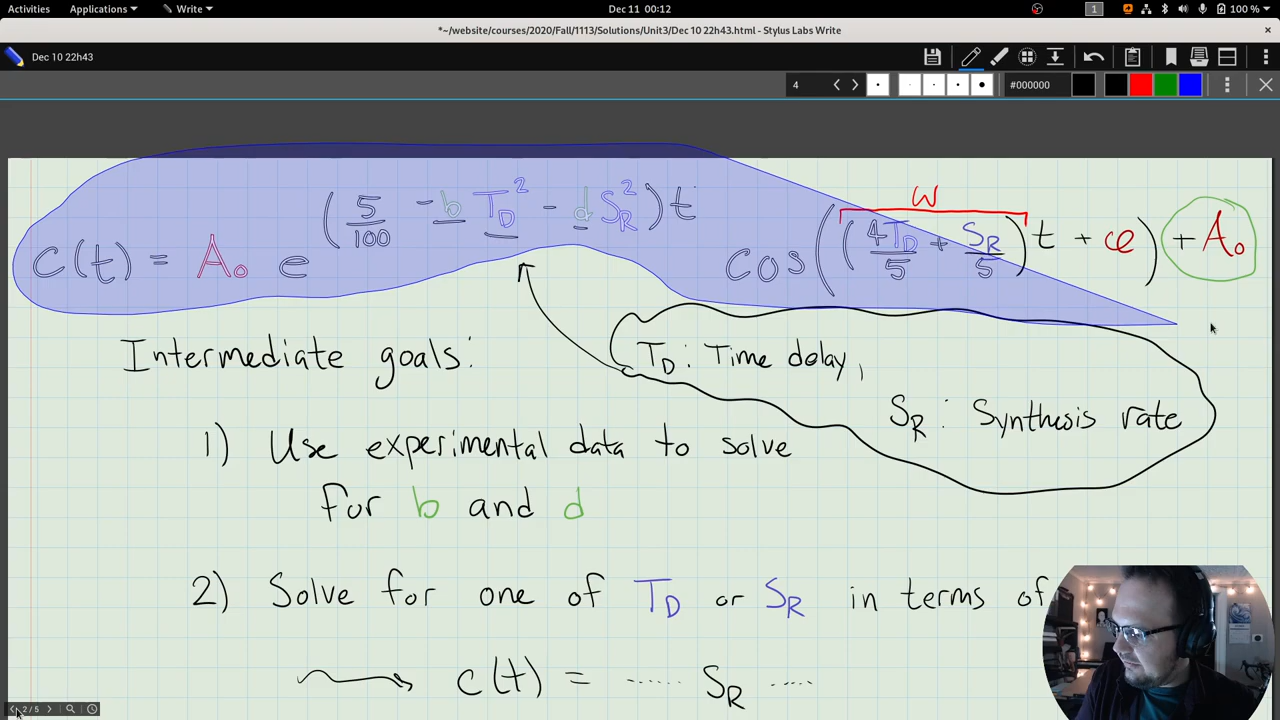 Activities Applications Write Dec 11 00:12 1 100 %
*~/website/courses/2020/Fall/1113/Solutions/Unit3/Dec 10 22h43.html - Stylus Labs Write
Dec 10 22h43
4 #000000
c(t) = A₀ e^(5/100 - b T_D² - d S_R²)t cos((4T_D/5 + S_R/5)t + φ) + A₀
ω
Intermediate goals:
T_D : Time delay,
S_R : Synthesis rate
1) Use experimental data to solve
for b and d
2) Solve for one of T_D or S_R in terms of
c(t) = ..... S_R ....
2/5